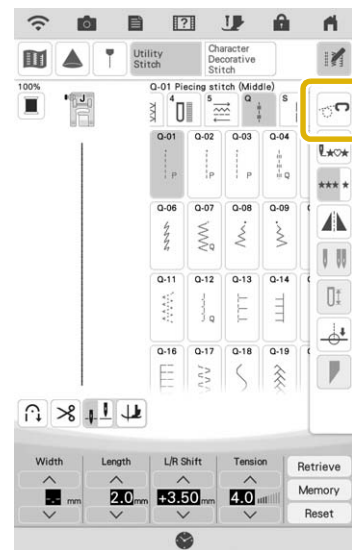 Utility
Stitch
Character
Decorative
Stitch
100%
Q-01 Piecing stitch (Middle)
J
4 5 Q S
Q-01 Q-02 Q-03 Q-04
P P P Q
Q-06 Q-07 Q-08 Q-09
Q
Q-11 Q-12 Q-13 Q-14
Q
Q-16 Q-17 Q-18 Q-19
Width Length L/R Shift Tension
Retrieve
-.- mm 2.0 mm +3.50 mm 4.0
Memory
Reset